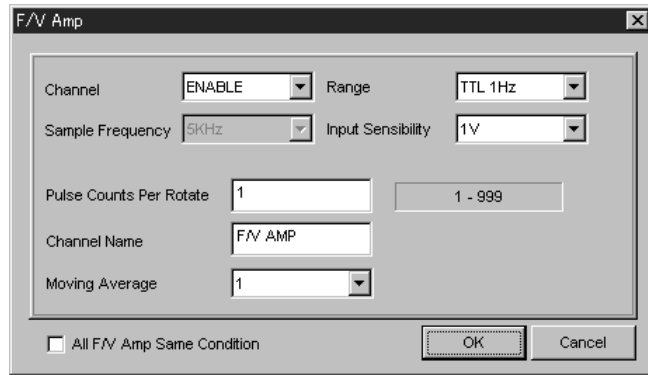 F/V Amp
Channel ENABLE Range TTL 1Hz
Sample Frequency 5KHz Input Sensibility 1V
Pulse Counts Per Rotate 1 1 - 999
Channel Name F/V AMP
Moving Average 1
All F/V Amp Same Condition OK Cancel